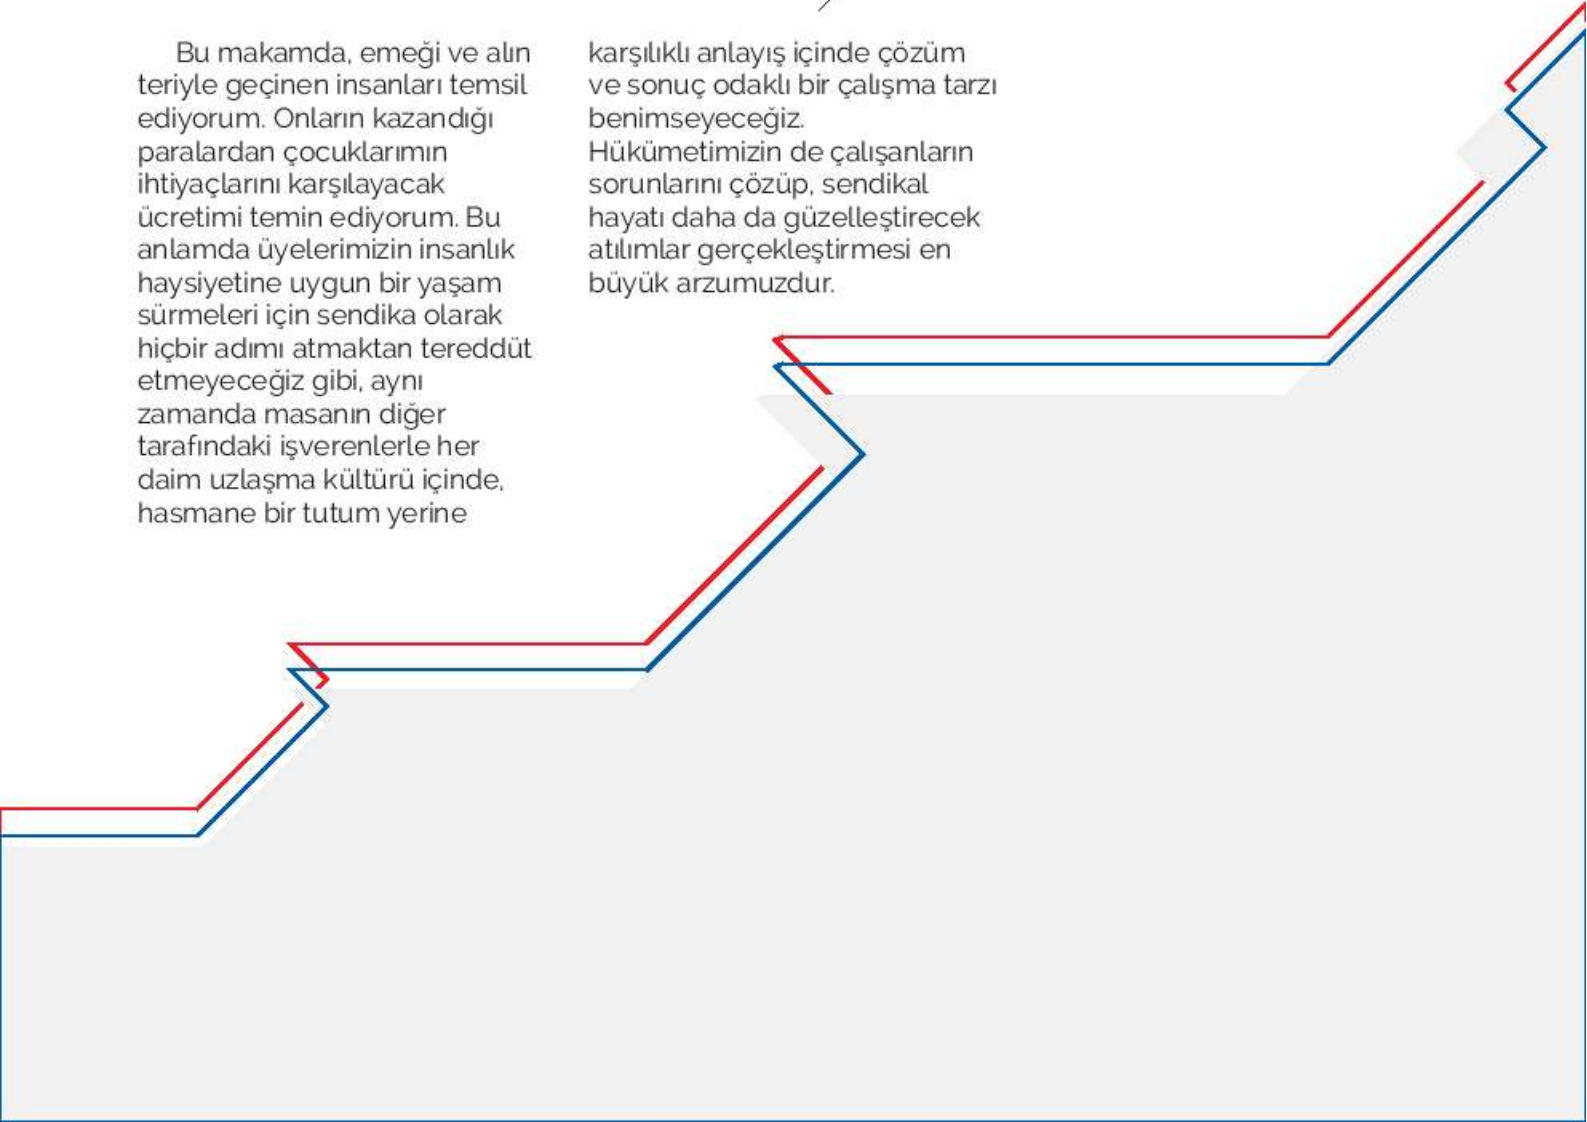 Bu makamda, emeği ve alın
teriyle geçinen insanları temsil
ediyorum. Onların kazandığı
paralardan çocuklarımın
ihtiyaçlarını karşılayacak
ücretimi temin ediyorum. Bu
anlamda üyelerimizin insanlık
haysiyetine uygun bir yaşam
sürmeleri için sendika olarak
hiçbir adımı atmaktan tereddüt
etmeyeceğiz gibi, aynı
zamanda masanın diğer
tarafındaki işverenlerle her
daim uzlaşma kültürü içinde,
hasmane bir tutum yerine
karşılıklı anlayış içinde çözüm
ve sonuç odaklı bir çalışma tarzı
benimseyeceğiz.
Hükümetimizin de çalışanların
sorunlarını çözüp, sendikal
hayatı daha da güzelleştirecek
atılımlar gerçekleştirmesi en
büyük arzumuzdur.